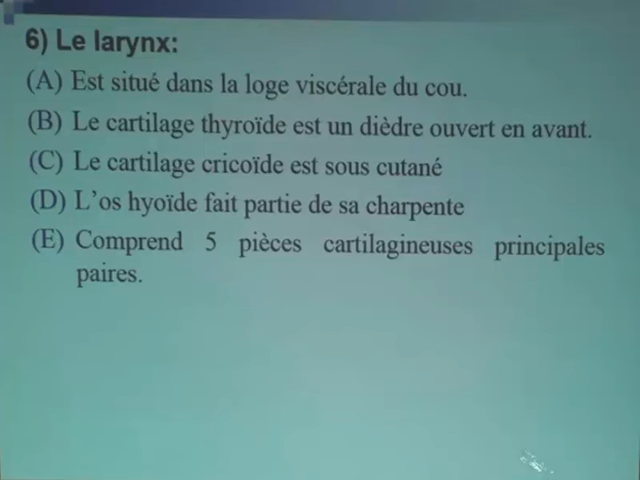 6) Le larynx:
(A) Est situé dans la loge viscérale du cou.
(B) Le cartilage thyroïde est un dièdre ouvert en avant.
(C) Le cartilage cricoïde est sous cutané
(D) L’os hyoïde fait partie de sa charpente
(E) Comprend 5 pièces cartilagineuses principales
paires.